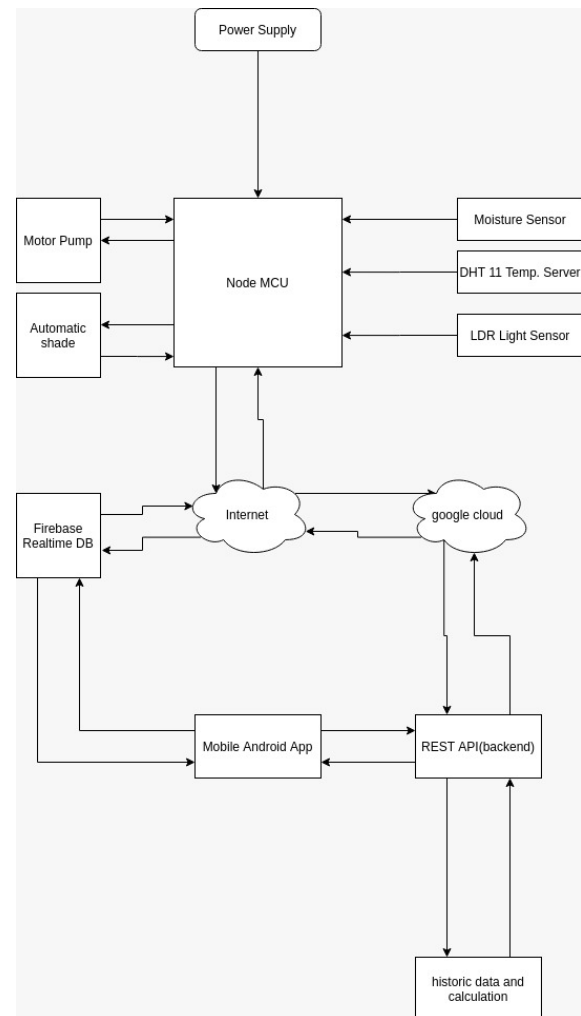 Power Supply
Motor Pump
Node MCU
Moisture Sensor
DHT 11 Temp. Server
Automatic
shade
LDR Light Sensor
Firebase
Realtime DB
Internet
google cloud
Mobile Android App
REST API(backend)
historic data and
calculation